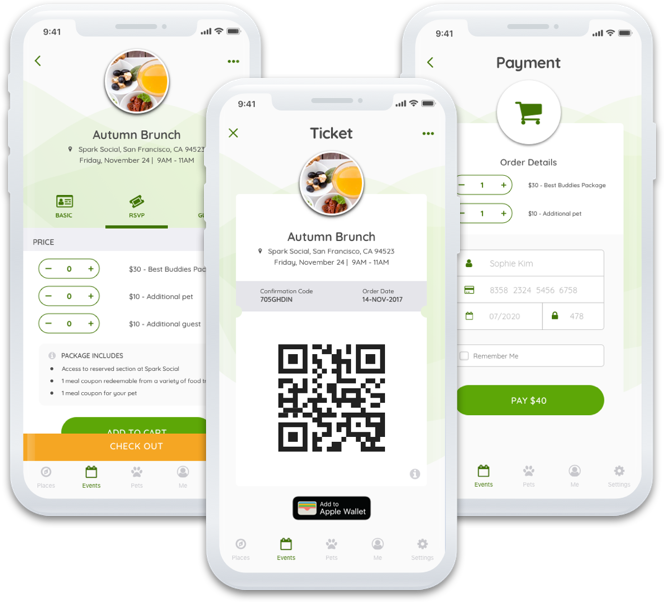 9:41
Autumn Brunch
Spark Social, San Francisco, CA 94523
Friday, November 24 | 9AM - 11AM
BASIC
RSVP
PRICE
− 0 +
$30 - Best Buddies Pad
− 0 +
$10 - Additional pet
− 0 +
$10 - Additional guest
PACKAGE INCLUDES
Access to reserved section at Spark Social
1 meal coupon redeemable from a variety of food
1 meal coupon for your pet
ADD TO CART
CHECK OUT
Places
Events
Pets
Me
9:41
Ticket
Autumn Brunch
Spark Social, San Francisco, CA 94523
Friday, November 24 | 9AM - 11AM
Confirmation Code
705GHDIN
Order Date
14-NOV-2017
Add to
Apple Wallet
Places
Events
Pets
Me
Settings
9:41
Payment
Order Details
− 1 +
$30 - Best Buddies Package
− 1 +
$10 - Additional pet
Sophie Kim
8358 2324 5456 6758
07/2020
478
Remember Me
PAY $40
Events
Pets
Me
Settings